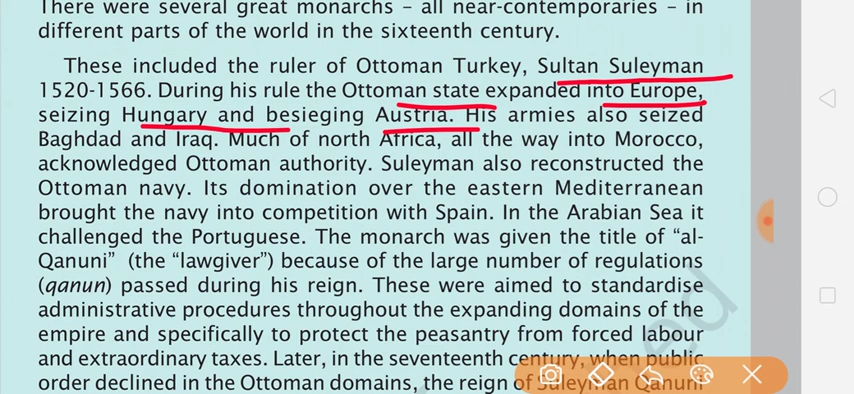 There were several great monarchs – all near-contemporaries – in
different parts of the world in the sixteenth century.
These included the ruler of Ottoman Turkey, Sultan Suleyman
1520-1566. During his rule the Ottoman state expanded into Europe,
seizing Hungary and besieging Austria. His armies also seized
Baghdad and Iraq. Much of north Africa, all the way into Morocco,
acknowledged Ottoman authority. Suleyman also reconstructed the
Ottoman navy. Its domination over the eastern Mediterranean
brought the navy into competition with Spain. In the Arabian Sea it
challenged the Portuguese. The monarch was given the title of “al-
Qanuni” (the “lawgiver”) because of the large number of regulations
(qanun) passed during his reign. These were aimed to standardise
administrative procedures throughout the expanding domains of the
empire and specifically to protect the peasantry from forced labour
and extraordinary taxes. Later, in the seventeenth century, when public
order declined in the Ottoman domains, the reign of Suleyman Qanuni